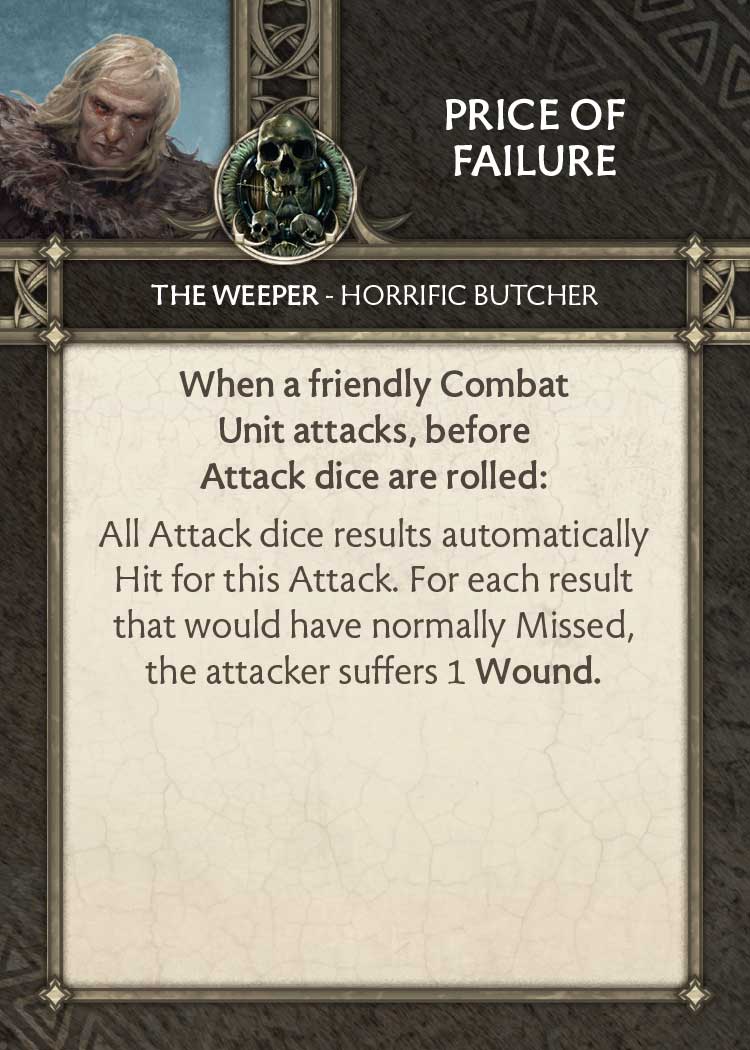 PRICE OF
FAILURE
THE WEEPER - HORRIFIC BUTCHER
When a friendly Combat
Unit attacks, before
Attack dice are rolled:
All Attack dice results automatically
Hit for this Attack. For each result
that would have normally Missed,
the attacker suffers 1 Wound.